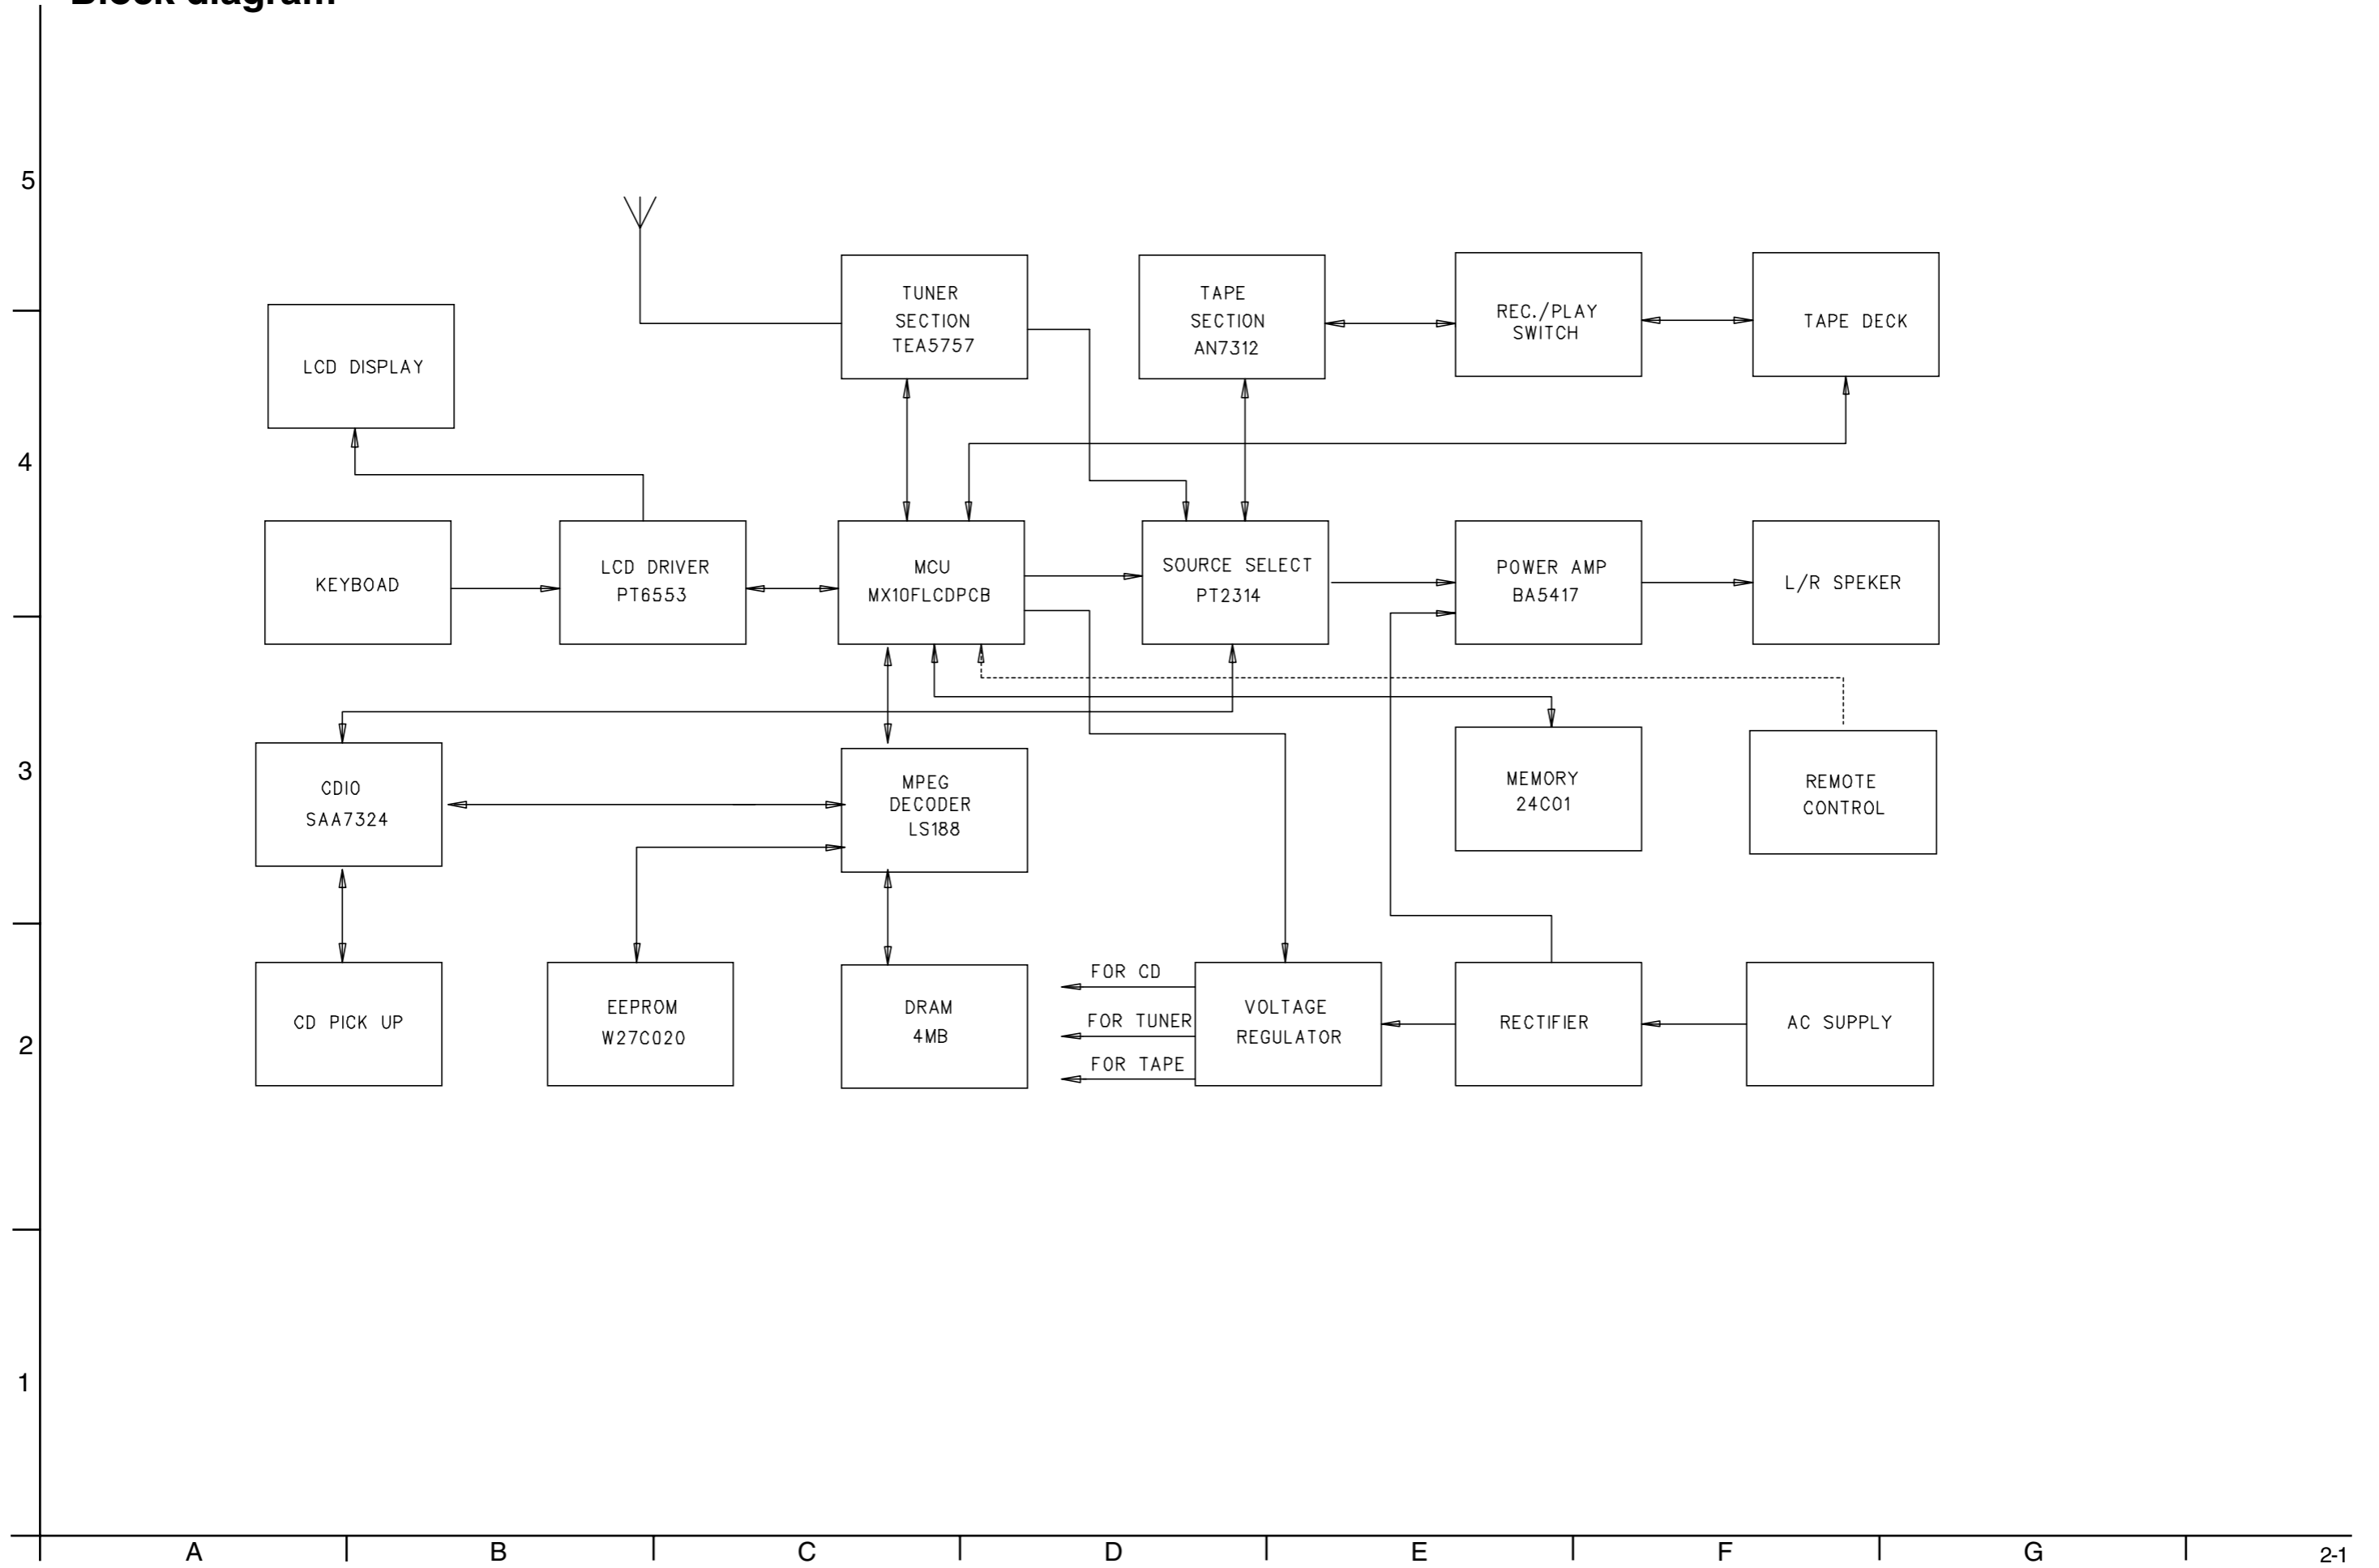 Block diagram
5
TUNER
SECTION
TEA5757
TAPE
SECTION
AN7312
REC./PLAY
SWITCH
TAPE DECK
LCD DISPLAY
4
KEYBOAD
LCD DRIVER
PT6553
MCU
MX10FLCDPCB
SOURCE SELECT
PT2314
POWER AMP
BA5417
L/R SPEKER
3
CD10
SAA7324
MPEG
DECODER
LS188
MEMORY
24C01
REMOTE
CONTROL
2
CD PICK UP
EEPROM
W27C020
DRAM
4MB
FOR CD
FOR TUNER
FOR TAPE
VOLTAGE
REGULATOR
RECTIFIER
AC SUPPLY
1
A B C D E F G
2-1